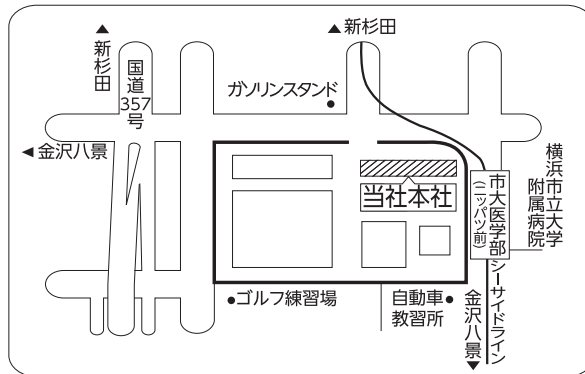 ▲
新杉田
国道
357
号
▲新杉田
ガソリンスタンド
◀金沢八景
当社本社
市大医学部
(ニッパツ前)
横浜市立大学
附属病院
シーサイドライン
●ゴルフ練習場
自動車●
教習所
金沢八景
▼